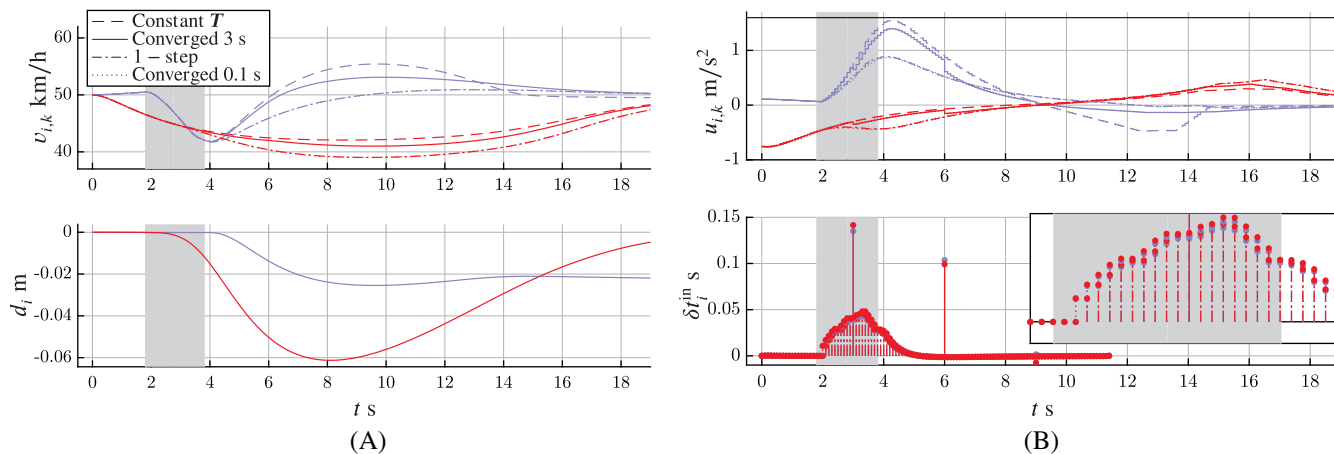 Constant T
Converged 3 s
1 − step
Converged 0.1 s
v_{i,k} km/h
60
50
40
0 2 4 6 8 10 12 14 16 18
d_i m
0
-0.02
-0.04
-0.06
0 2 4 6 8 10 12 14 16 18
t s
(A)
u_{i,k} m/s²
1
0
-1
0 2 4 6 8 10 12 14 16 18
δt_i^{in} s
0.15
0.1
0.05
0
0 2 4 6 8 10 12 14 16 18
t s
(B)